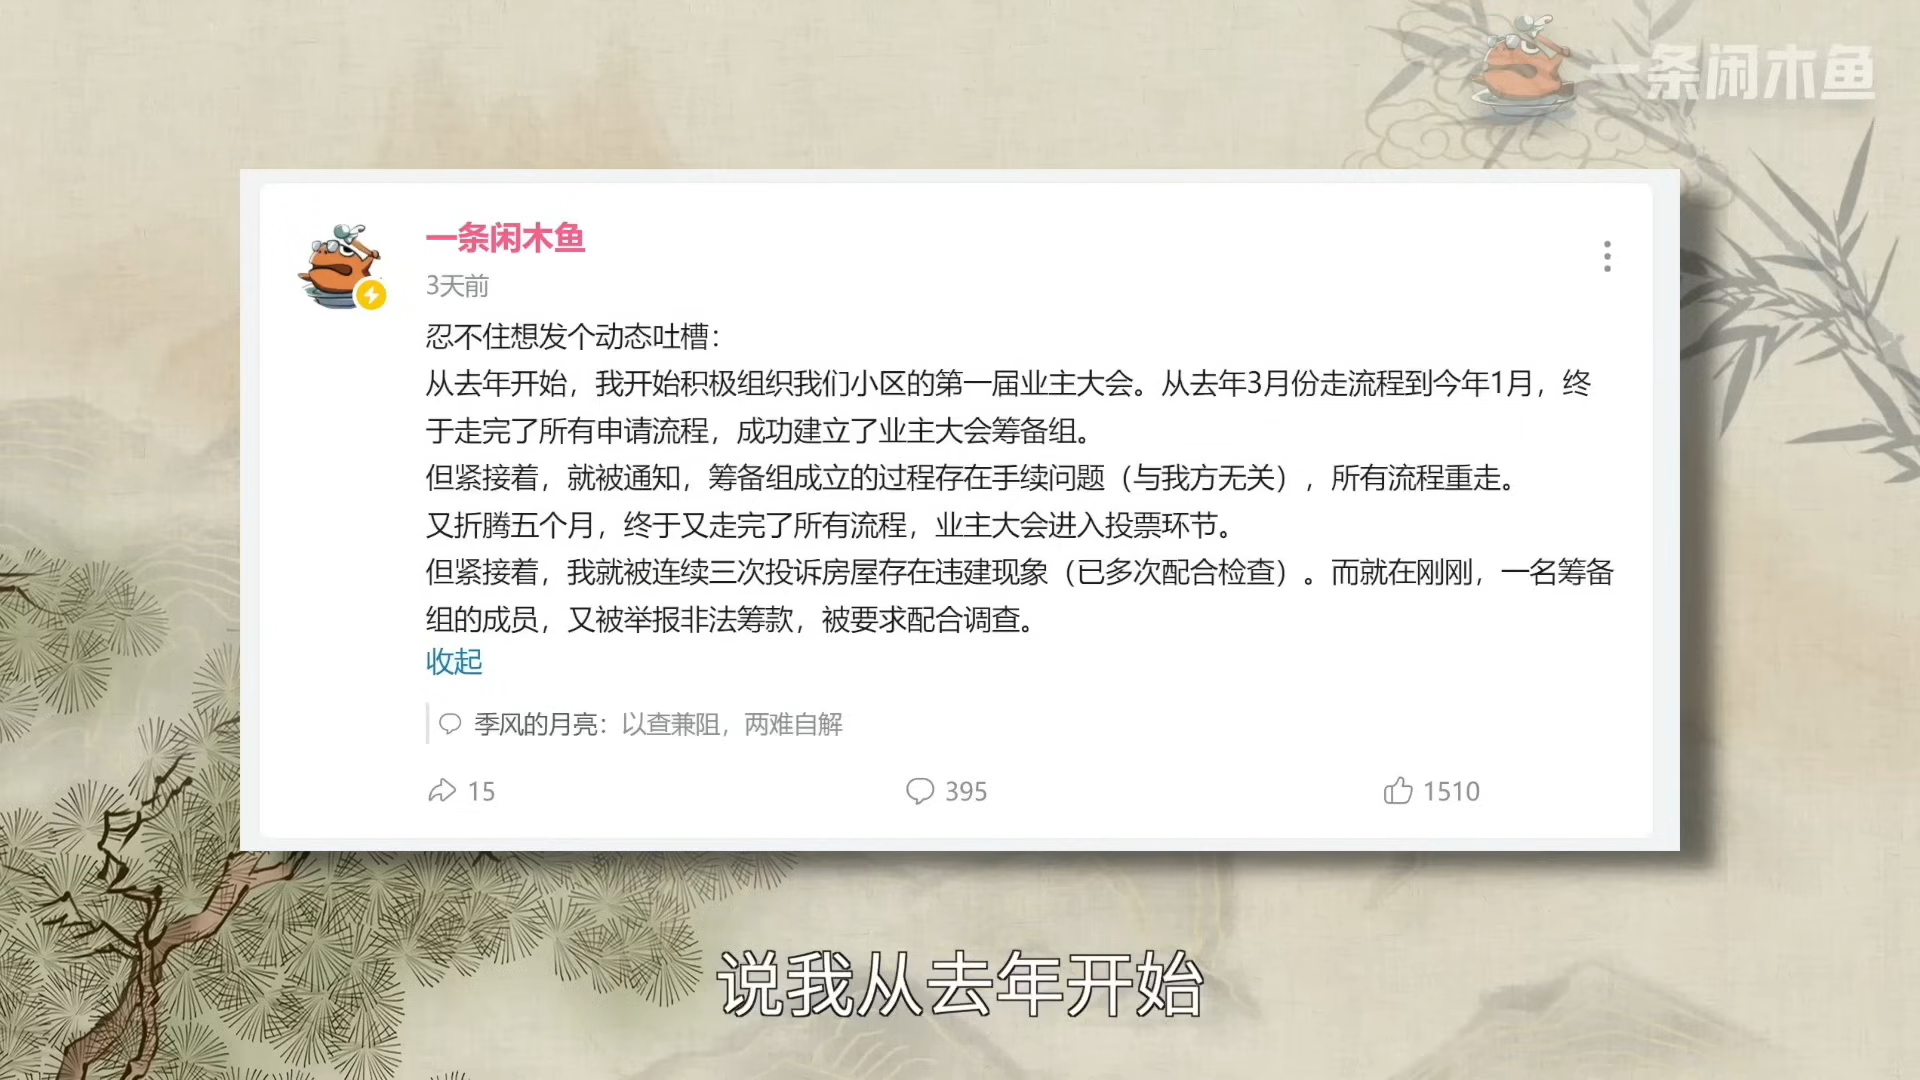 一条闲木鱼
一条闲木鱼
3天前
忍不住想发个动态吐槽：
从去年开始，我开始积极组织我们小区的第一届业主大会。从去年3月份走流程到今年1月，终
于走完了所有申请流程，成功建立了业主大会筹备组。
但紧接着，就被通知，筹备组成立的过程存在手续问题（与我方无关），所有流程重走。
又折腾五个月，终于又走完了所有流程，业主大会进入投票环节。
但紧接着，我就被连续三次投诉房屋存在违建现象（已多次配合检查）。而就在刚刚，一名筹备
组的成员，又被举报非法筹款，被要求配合调查。
收起
季风的月亮：以查兼阻，两难自解
15
395
1510
说我从去年开始